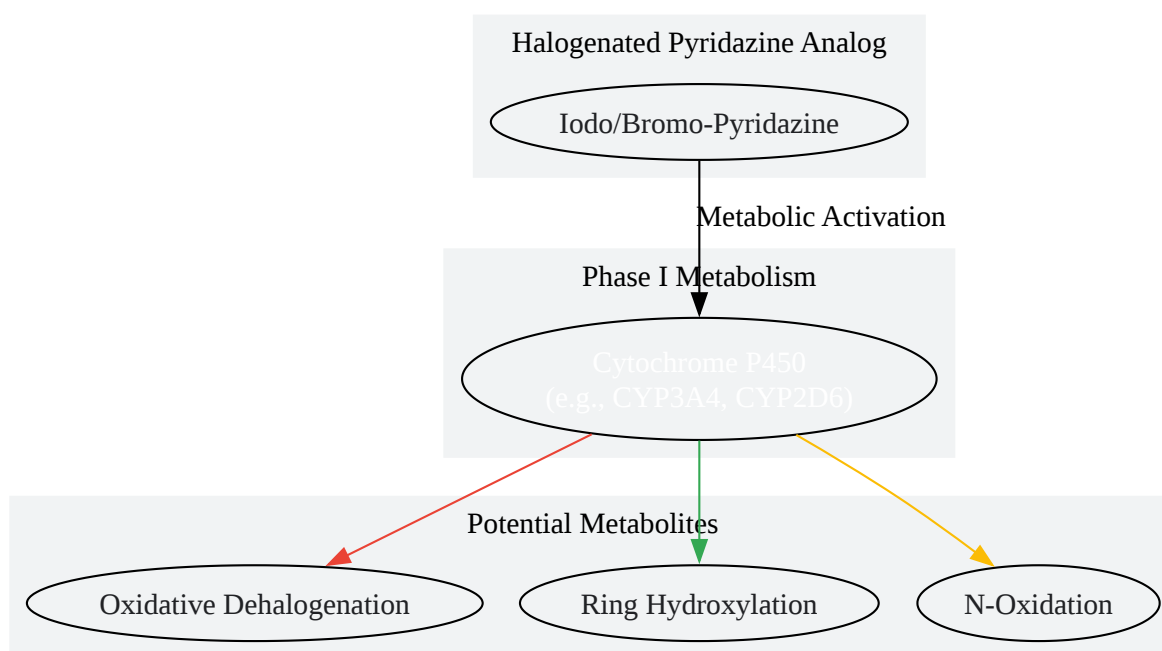 Halogenated Pyridazine Analog
Iodo/Bromo-Pyridazine
Metabolic Activation
Phase I Metabolism
Cytochrome P450
(e.g., CYP3A4, CYP2D6)
Potential Metabolites
Oxidative Dehalogenation
Ring Hydroxylation
N-Oxidation